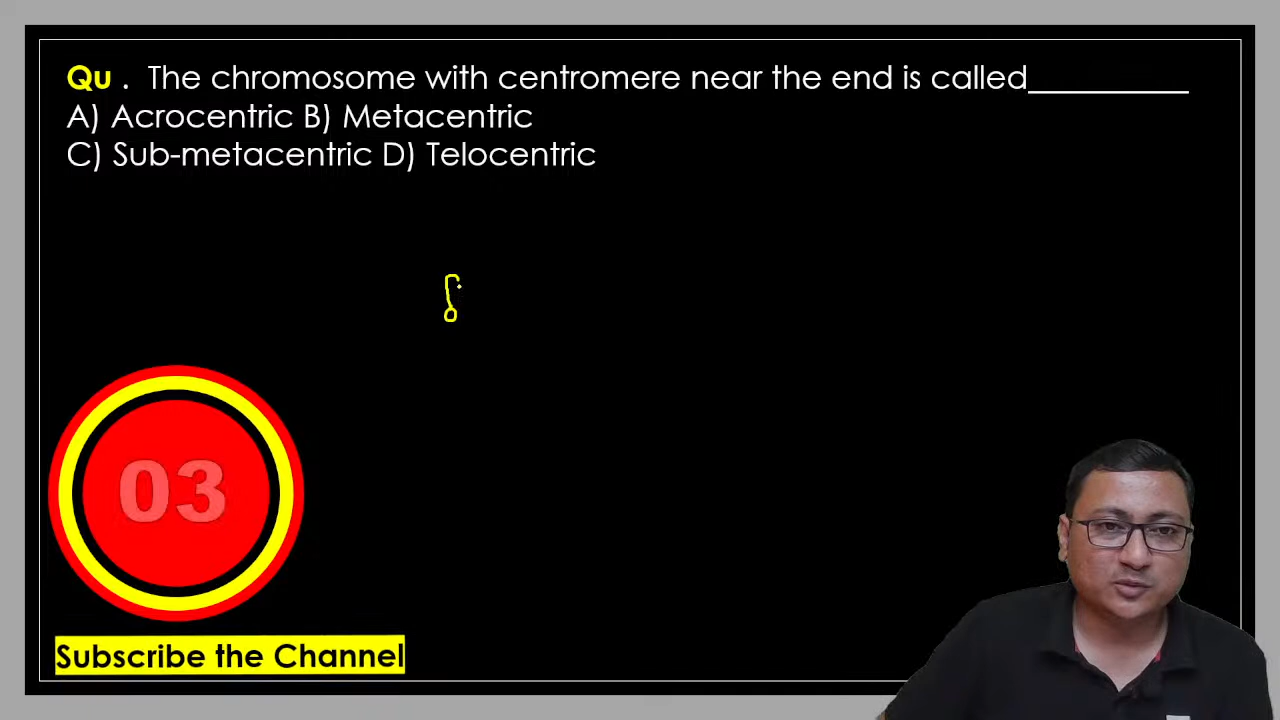 Qu . The chromosome with centromere near the end is called__________
A) Acrocentric B) Metacentric
C) Sub-metacentric D) Telocentric
03
Subscribe the Channel